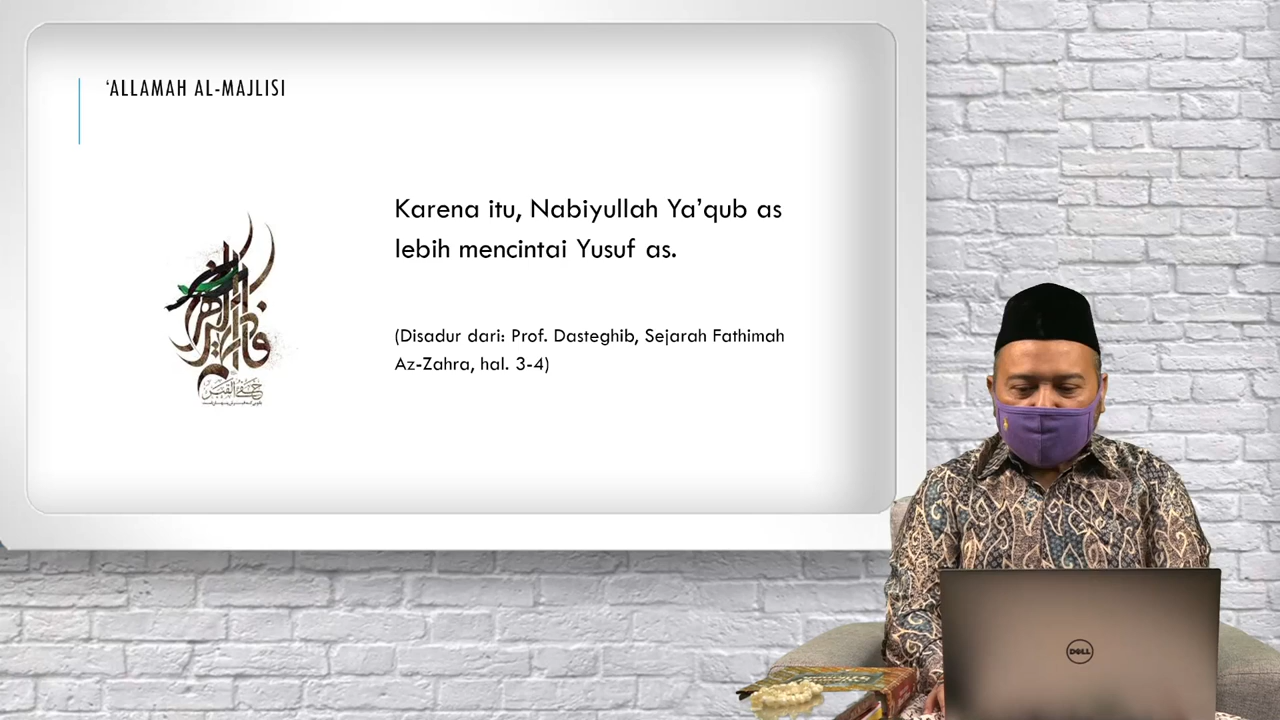 ‘ALLAMAH AL-MAJLISI
Karena itu, Nabiyullah Ya’qub as
lebih mencintai Yusuf as.
(Disadur dari: Prof. Dasteghib, Sejarah Fathimah
Az-Zahra, hal. 3-4)
DELL